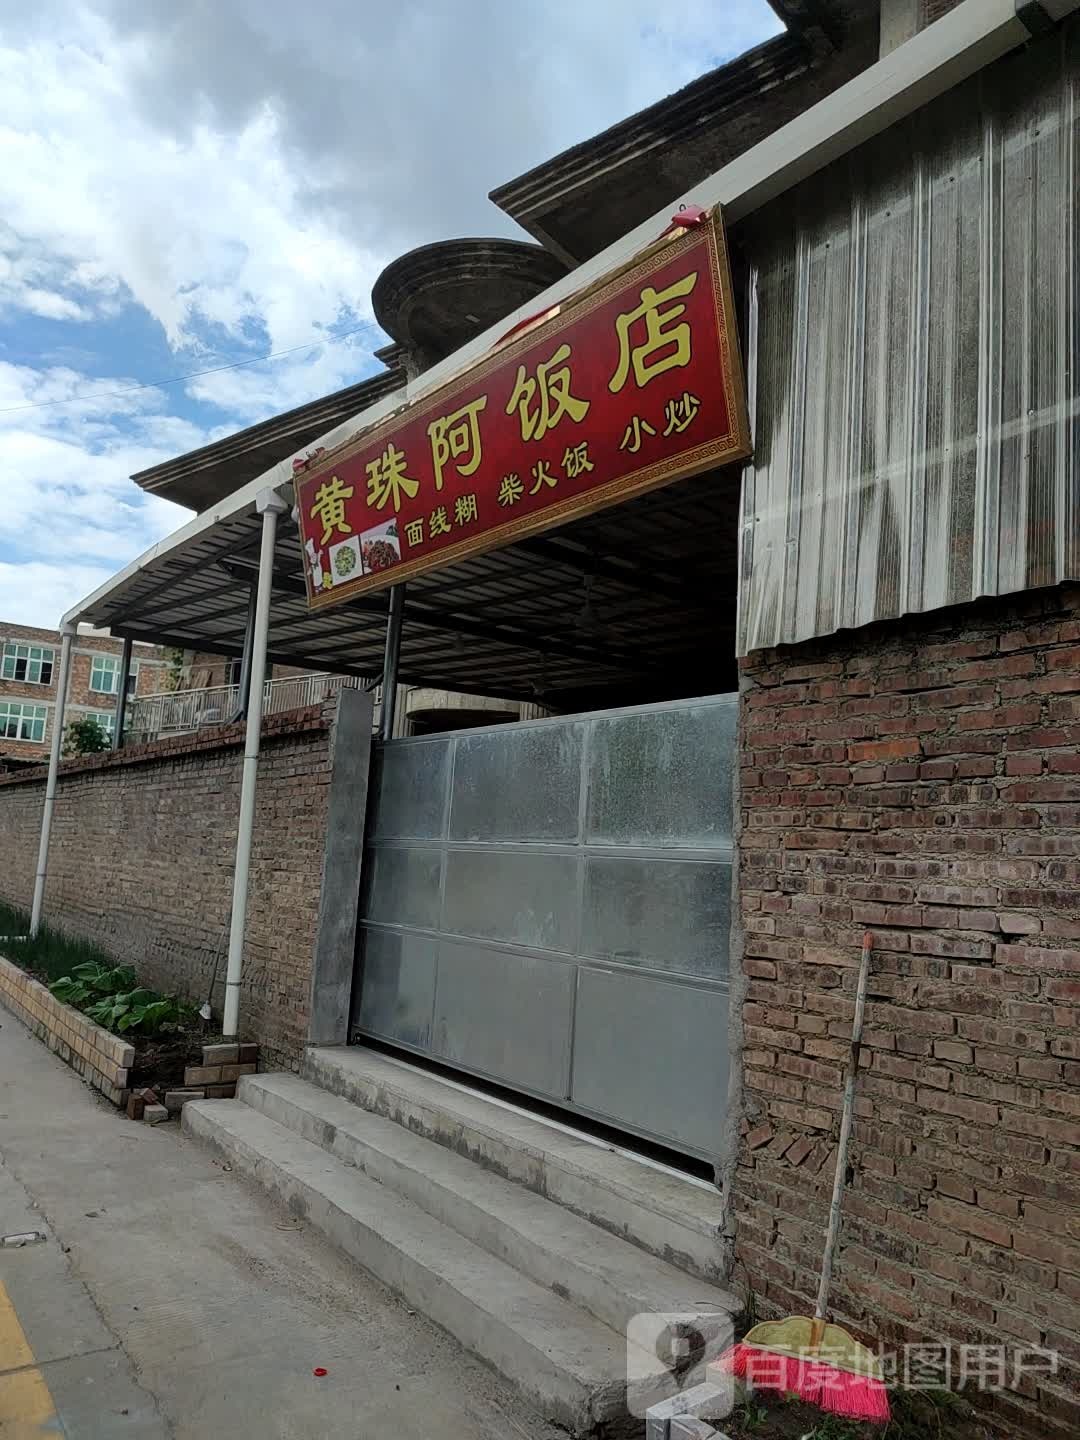 黄珠阿饭店
面线糊 柴火饭 小炒
百度地图用户